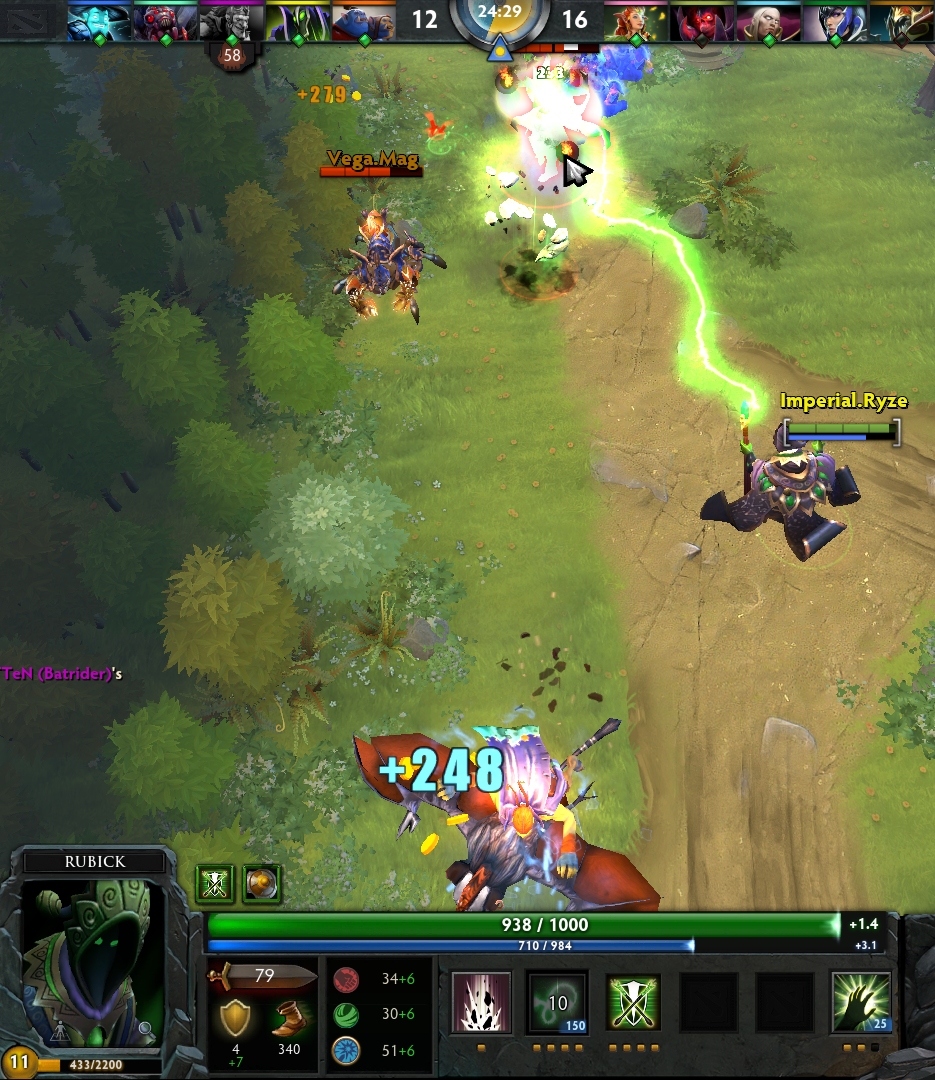 12 24:29 16
58
+279
Vega.Mag
Imperial.Ryze
TeN (Batrider)'s
+248
RUBICK
938 / 1000 +1.4
710 / 984 +3.1
79 34+6
10 150
30+6
25
4 340
+7
51+6
11 433/2200